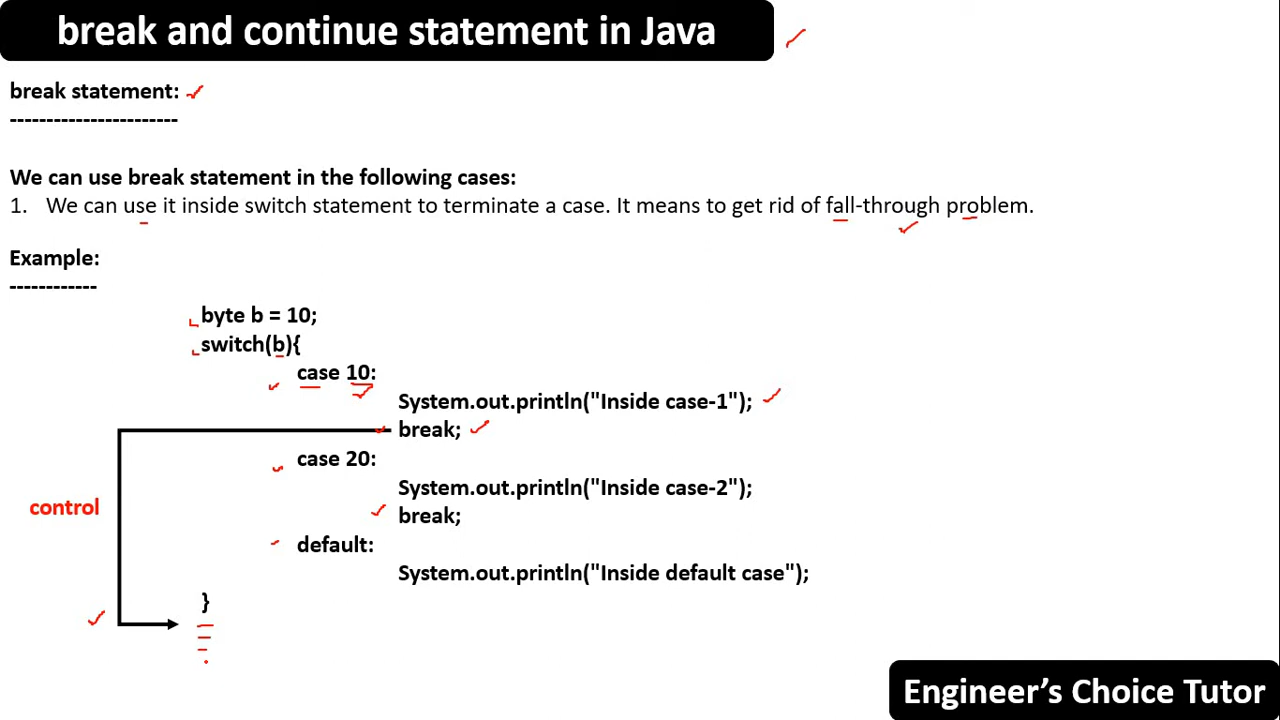 break and continue statement in Java
break statement:
-----------------------
We can use break statement in the following cases:
1. We can use it inside switch statement to terminate a case. It means to get rid of fall-through problem.
Example:
------------
byte b = 10;
switch(b){
case 10:
System.out.println("Inside case-1");
break;
case 20:
System.out.println("Inside case-2");
break;
default:
System.out.println("Inside default case");
}
control
Engineer’s Choice Tutor